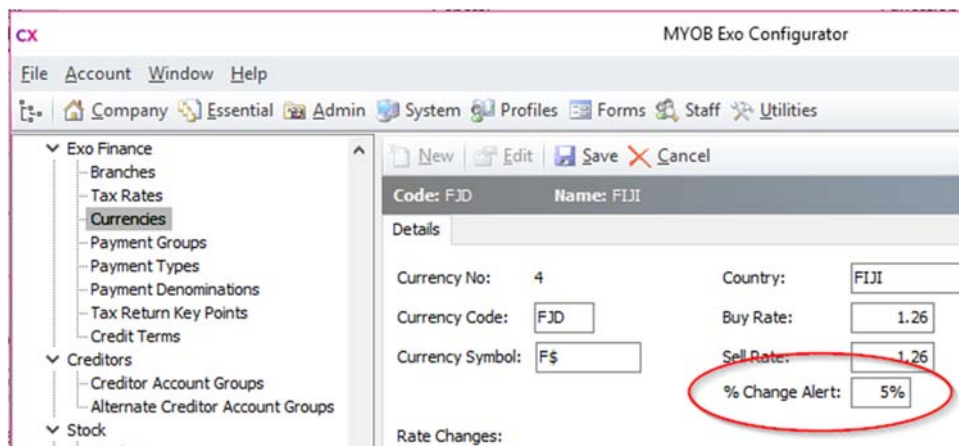 CX MYOB Exo Configurator
File Account Window Help
Company Essential Admin System Profiles Forms Staff Utilities
Exo Finance
Branches
Tax Rates
Currencies
Payment Groups
Payment Types
Payment Denominations
Tax Return Key Points
Credit Terms
Creditors
Creditor Account Groups
Alternate Creditor Account Groups
Stock
New Edit Save Cancel
Code: FJD Name: FIJI
Details
Currency No: 4 Country: FIJI
Currency Code: FJD Buy Rate: 1.26
Currency Symbol: F$ Sell Rate: 1.26
% Change Alert: 5%
Rate Changes: